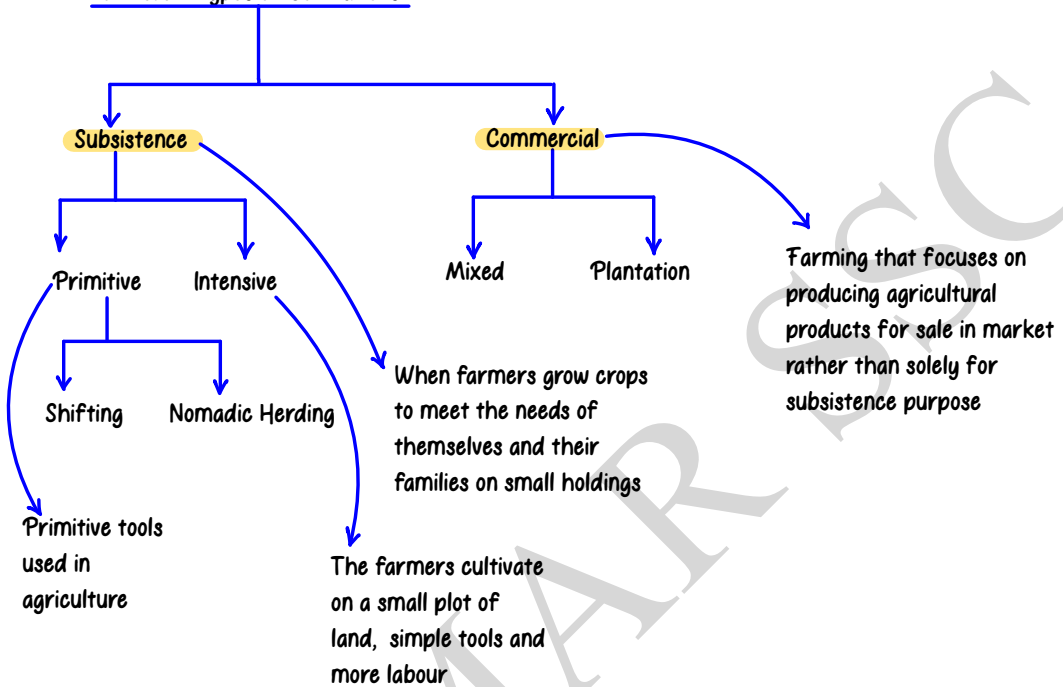 Subsistence
Commercial
Primitive
Intensive
Mixed
Plantation
Farming that focuses on
producing agricultural
products for sale in market
rather than solely for
subsistence purpose
Shifting
Nomadic Herding
When farmers grow crops
to meet the needs of
themselves and their
families on small holdings
Primitive tools
used in
agriculture
The farmers cultivate
on a small plot of
land, simple tools and
more labour
MAR SSC